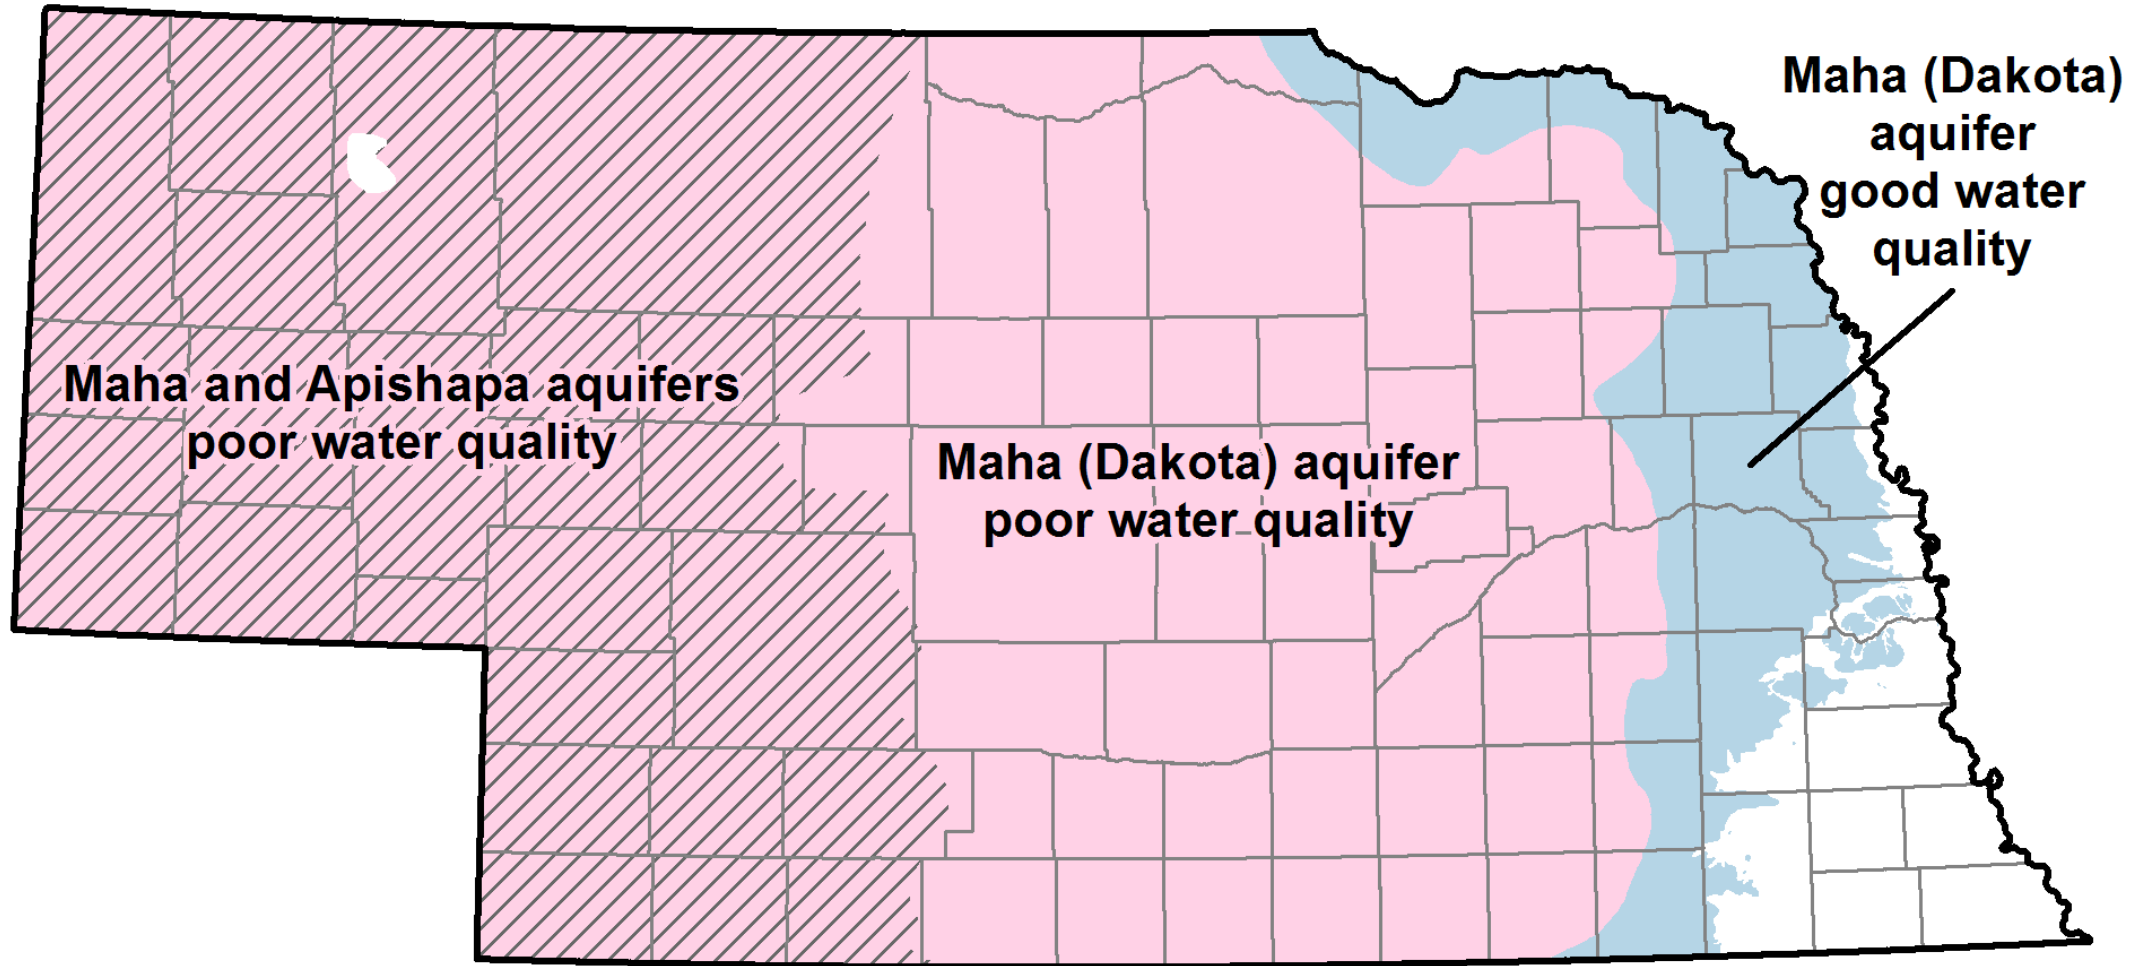 Maha (Dakota)
aquifer
good water
quality
Maha and Apishapa aquifers
poor water quality
Maha (Dakota) aquifer
poor water quality